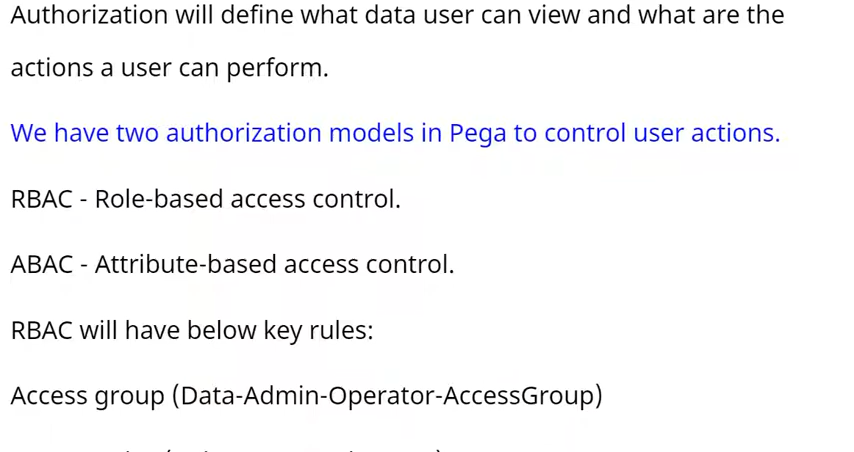 Authorization will define what data user can view and what are the
actions a user can perform.
We have two authorization models in Pega to control user actions.
RBAC - Role-based access control.
ABAC - Attribute-based access control.
RBAC will have below key rules:
Access group (Data-Admin-Operator-AccessGroup)